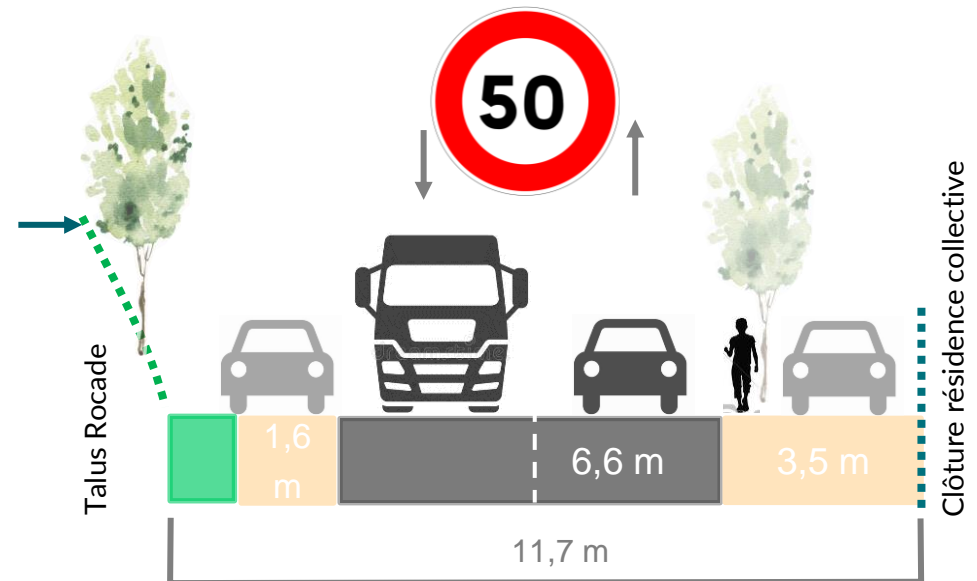 50
Talus Rocade
Clôture résidence collective
1,6
m
6,6 m
3,5 m
11,7 m